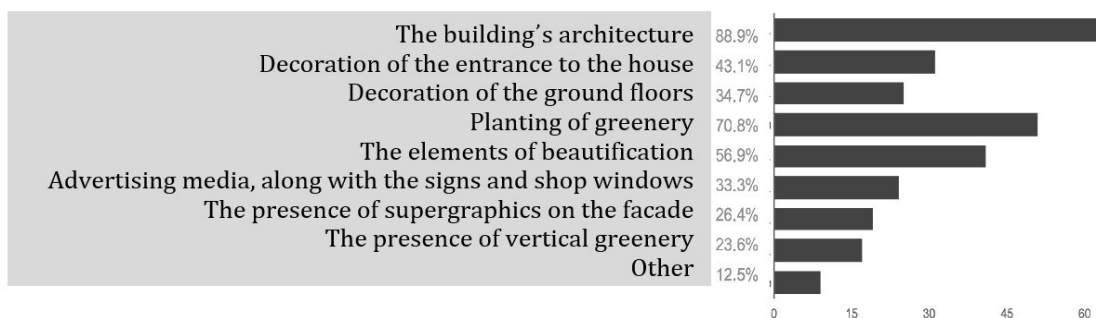 The building's architecture 88.9%
Decoration of the entrance to the house 43.1%
Decoration of the ground floors 34.7%
Planting of greenery 70.8%
The elements of beautification 56.9%
Advertising media, along with the signs and shop windows 33.3%
The presence of supergraphics on the facade 26.4%
The presence of vertical greenery 23.6%
Other 12.5%
0 15 30 45 60